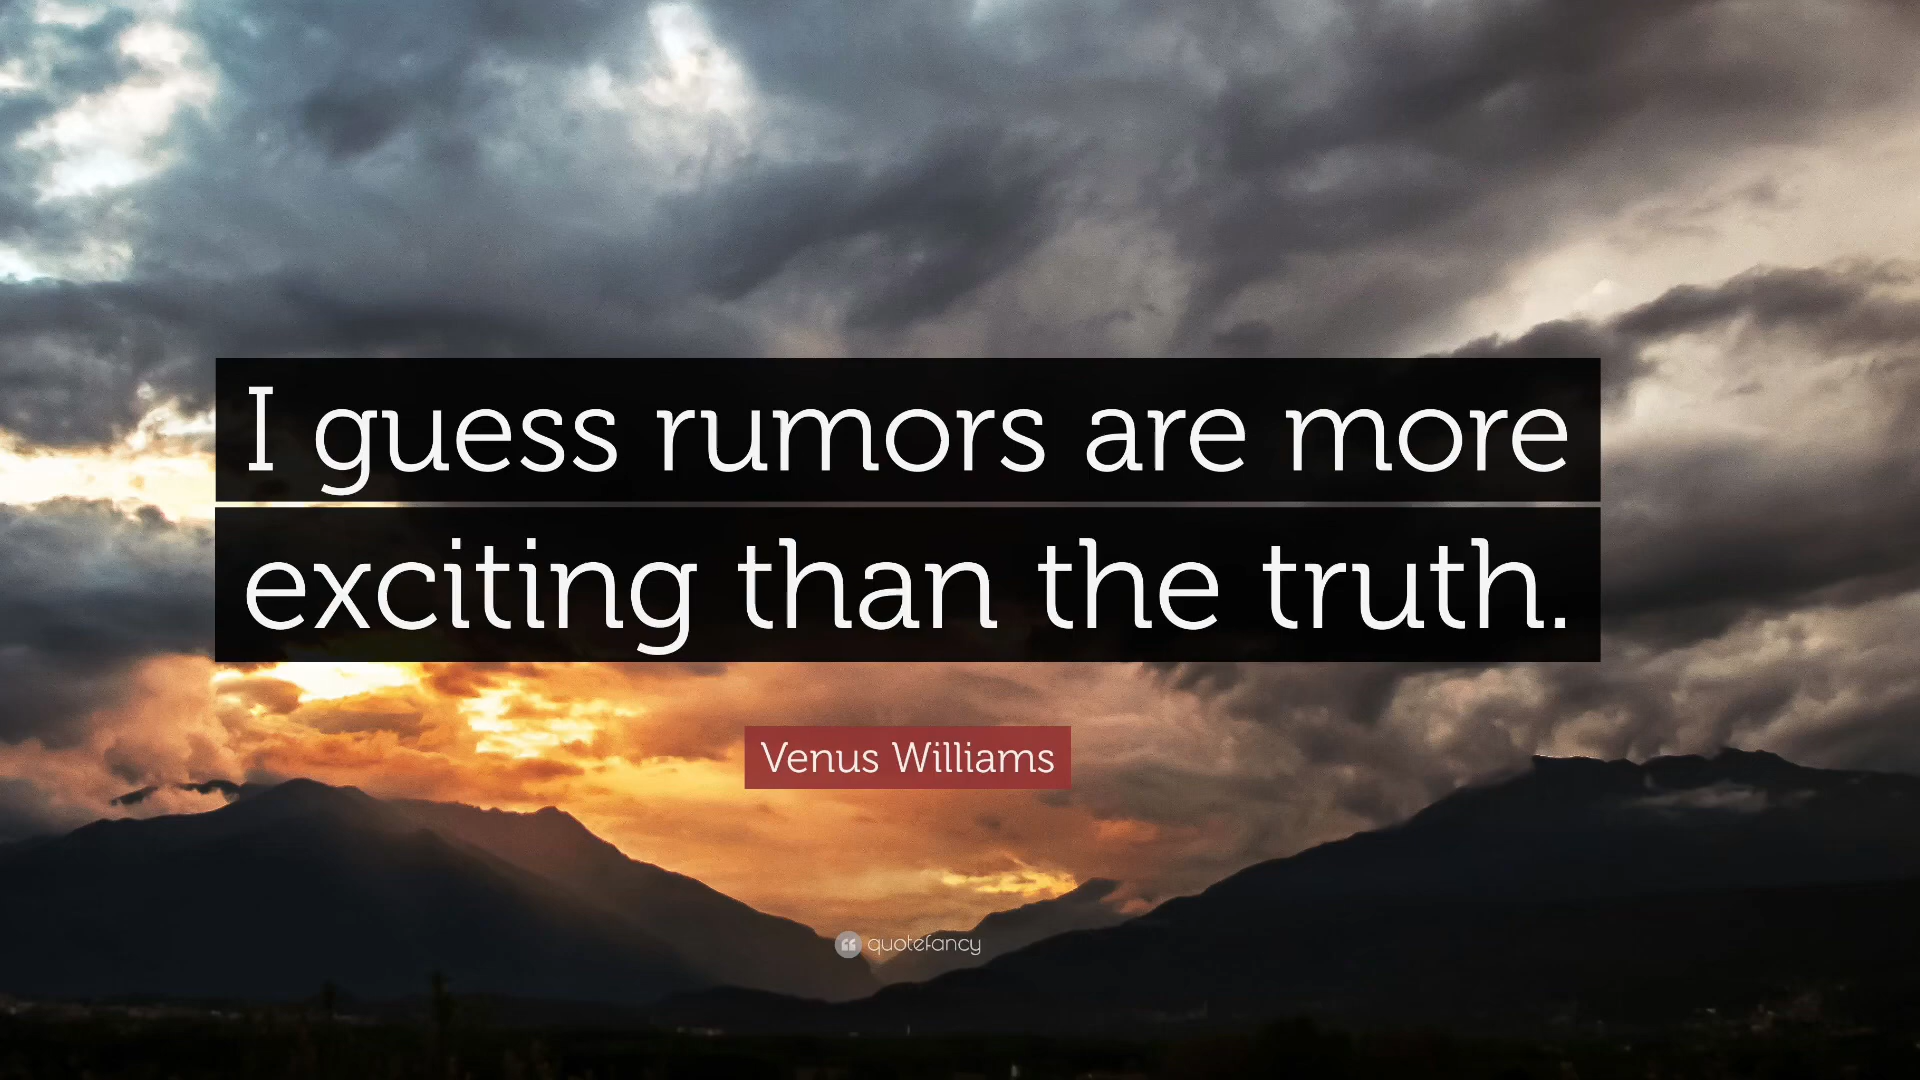 I guess rumors are more
exciting than the truth.
Venus Williams
quotefancy